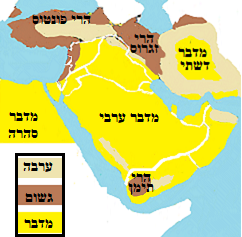 הרי פונטוס
הרי
זגרוס
מדבר
דשתי
מדבר
סהרה
מדבר ערבי
הרי
תימן
ערבה
גשום
מדבר